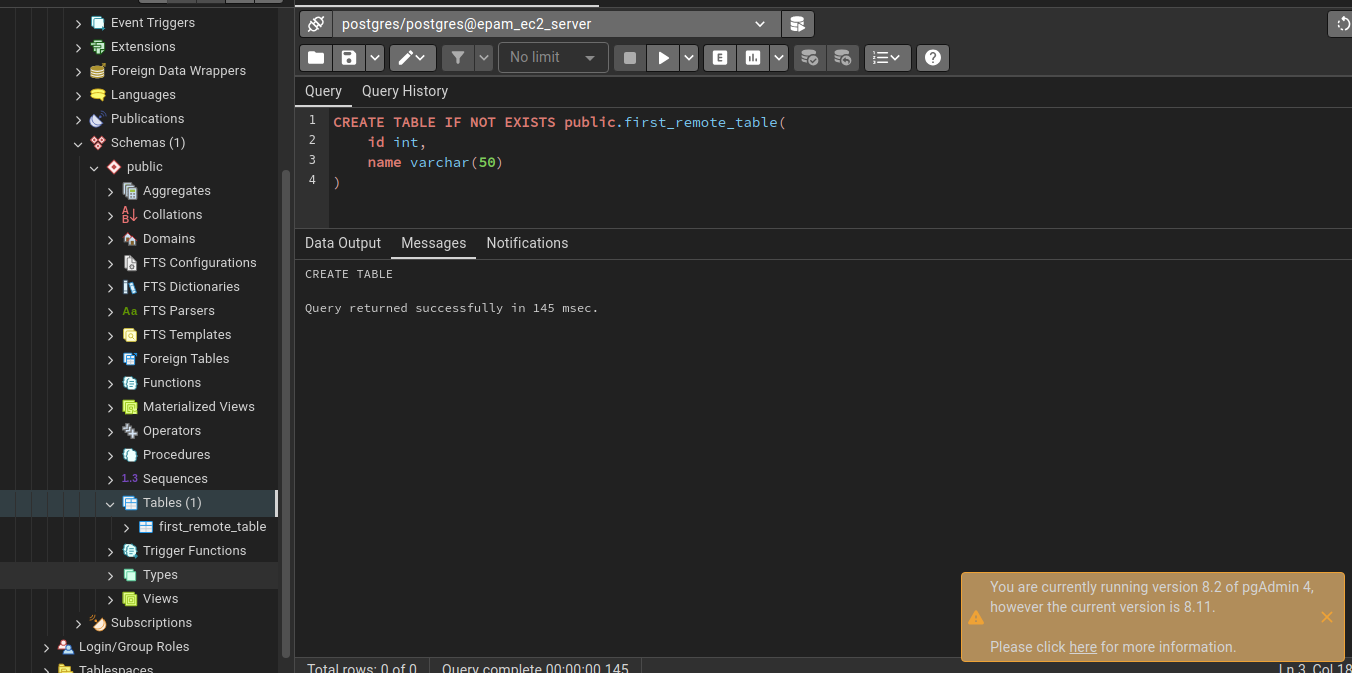 Event Triggers
Extensions
Foreign Data Wrappers
Languages
Publications
Schemas (1)
public
Aggregates
Collations
Domains
FTS Configurations
FTS Dictionaries
Aa FTS Parsers
FTS Templates
Foreign Tables
Functions
Materialized Views
Operators
Procedures
1..3 Sequences
Tables (1)
first_remote_table
Trigger Functions
Types
Views
Subscriptions
Login/Group Roles
Tablespaces
postgres/postgres@epam_ec2_server
No limit
E
Query Query History
1 CREATE TABLE IF NOT EXISTS public.first_remote_table(
2 id int,
3 name varchar(50)
4 )
Data Output Messages Notifications
CREATE TABLE
Query returned successfully in 145 msec.
You are currently running version 8.2 of pgAdmin 4,
however the current version is 8.11.
Please click here for more information.
Total rows: 0 of 0 Query complete 00:00:00.145 Ln 3, Col 18